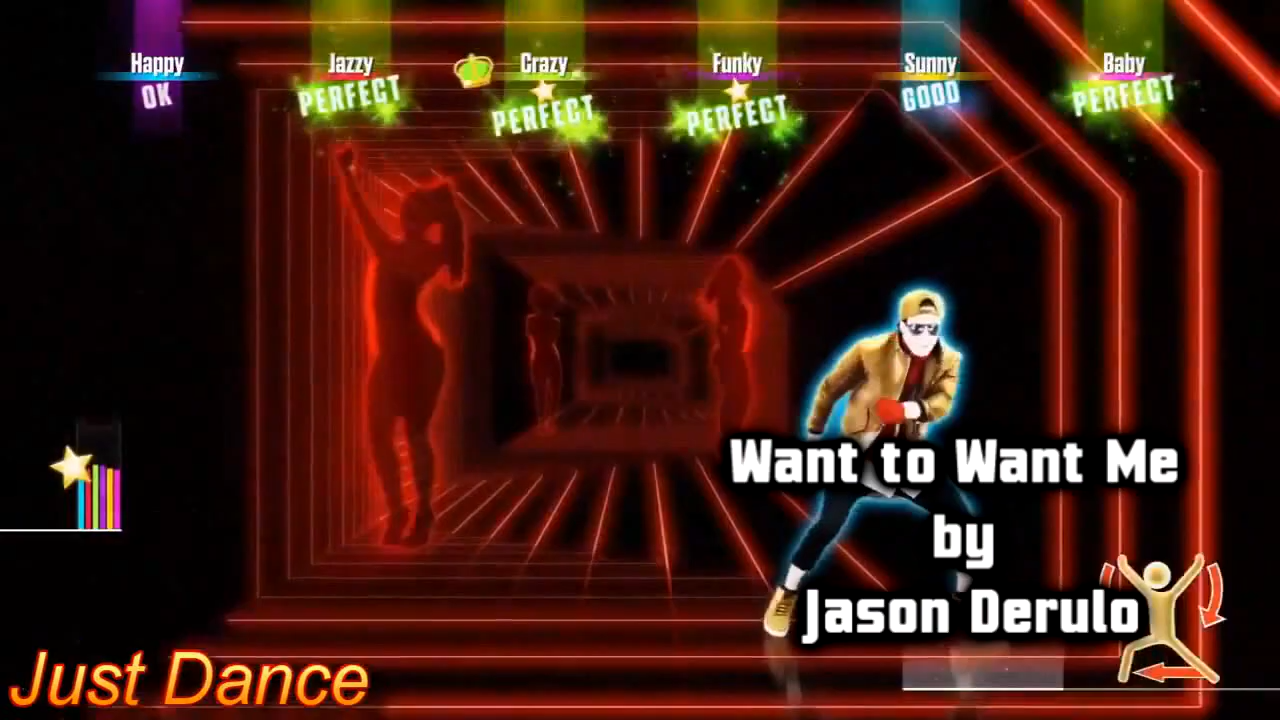 Happy Jazzy Crazy Funky Sunny Baby
OK PERFECT PERFECT PERFECT GOOD PERFECT
Want to Want Me
by
Jason Derulo
Just Dance